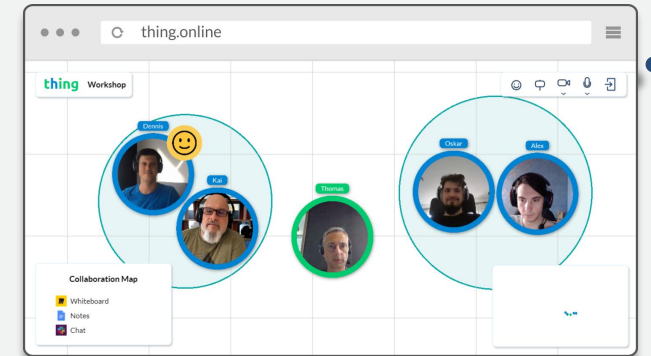 thing.online
thing Workshop
Dennis
Kai
Thomas
Oskar
Alex
Collaboration Map
Whiteboard
Notes
Chat